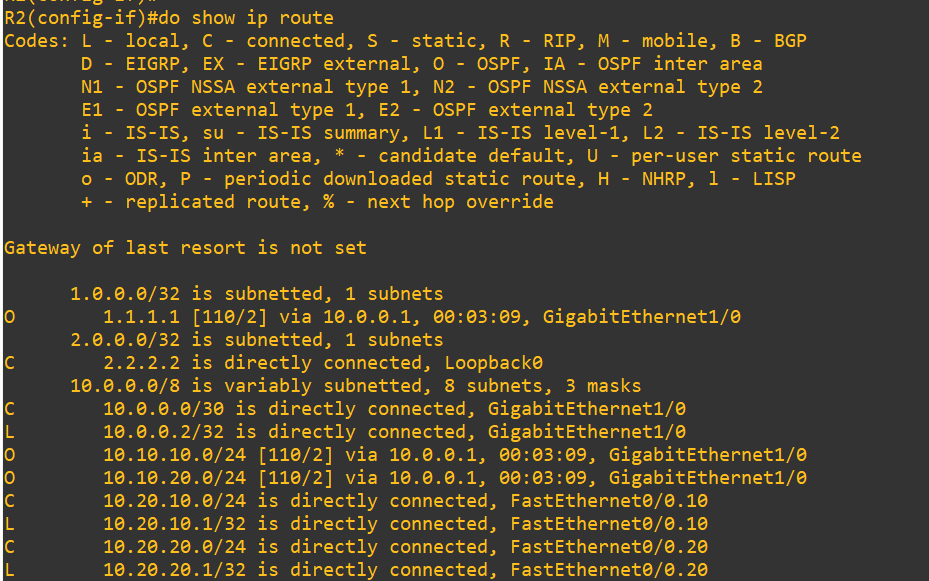 R2(config-if)#do show ip route
Codes: L - local, C - connected, S - static, R - RIP, M - mobile, B - BGP
       D - EIGRP, EX - EIGRP external, O - OSPF, IA - OSPF inter area
       N1 - OSPF NSSA external type 1, N2 - OSPF NSSA external type 2
       E1 - OSPF external type 1, E2 - OSPF external type 2
       i - IS-IS, su - IS-IS summary, L1 - IS-IS level-1, L2 - IS-IS level-2
       ia - IS-IS inter area, * - candidate default, U - per-user static route
       o - ODR, P - periodic downloaded static route, H - NHRP, l - LISP
       + - replicated route, % - next hop override

Gateway of last resort is not set

      1.0.0.0/32 is subnetted, 1 subnets
O        1.1.1.1 [110/2] via 10.0.0.1, 00:03:09, GigabitEthernet1/0
      2.0.0.0/32 is subnetted, 1 subnets
C        2.2.2.2 is directly connected, Loopback0
      10.0.0.0/8 is variably subnetted, 8 subnets, 3 masks
C        10.0.0.0/30 is directly connected, GigabitEthernet1/0
L        10.0.0.2/32 is directly connected, GigabitEthernet1/0
O        10.10.10.0/24 [110/2] via 10.0.0.1, 00:03:09, GigabitEthernet1/0
O        10.10.20.0/24 [110/2] via 10.0.0.1, 00:03:09, GigabitEthernet1/0
C        10.20.10.0/24 is directly connected, FastEthernet0/0.10
L        10.20.10.1/32 is directly connected, FastEthernet0/0.10
C        10.20.20.0/24 is directly connected, FastEthernet0/0.20
L        10.20.20.1/32 is directly connected, FastEthernet0/0.20